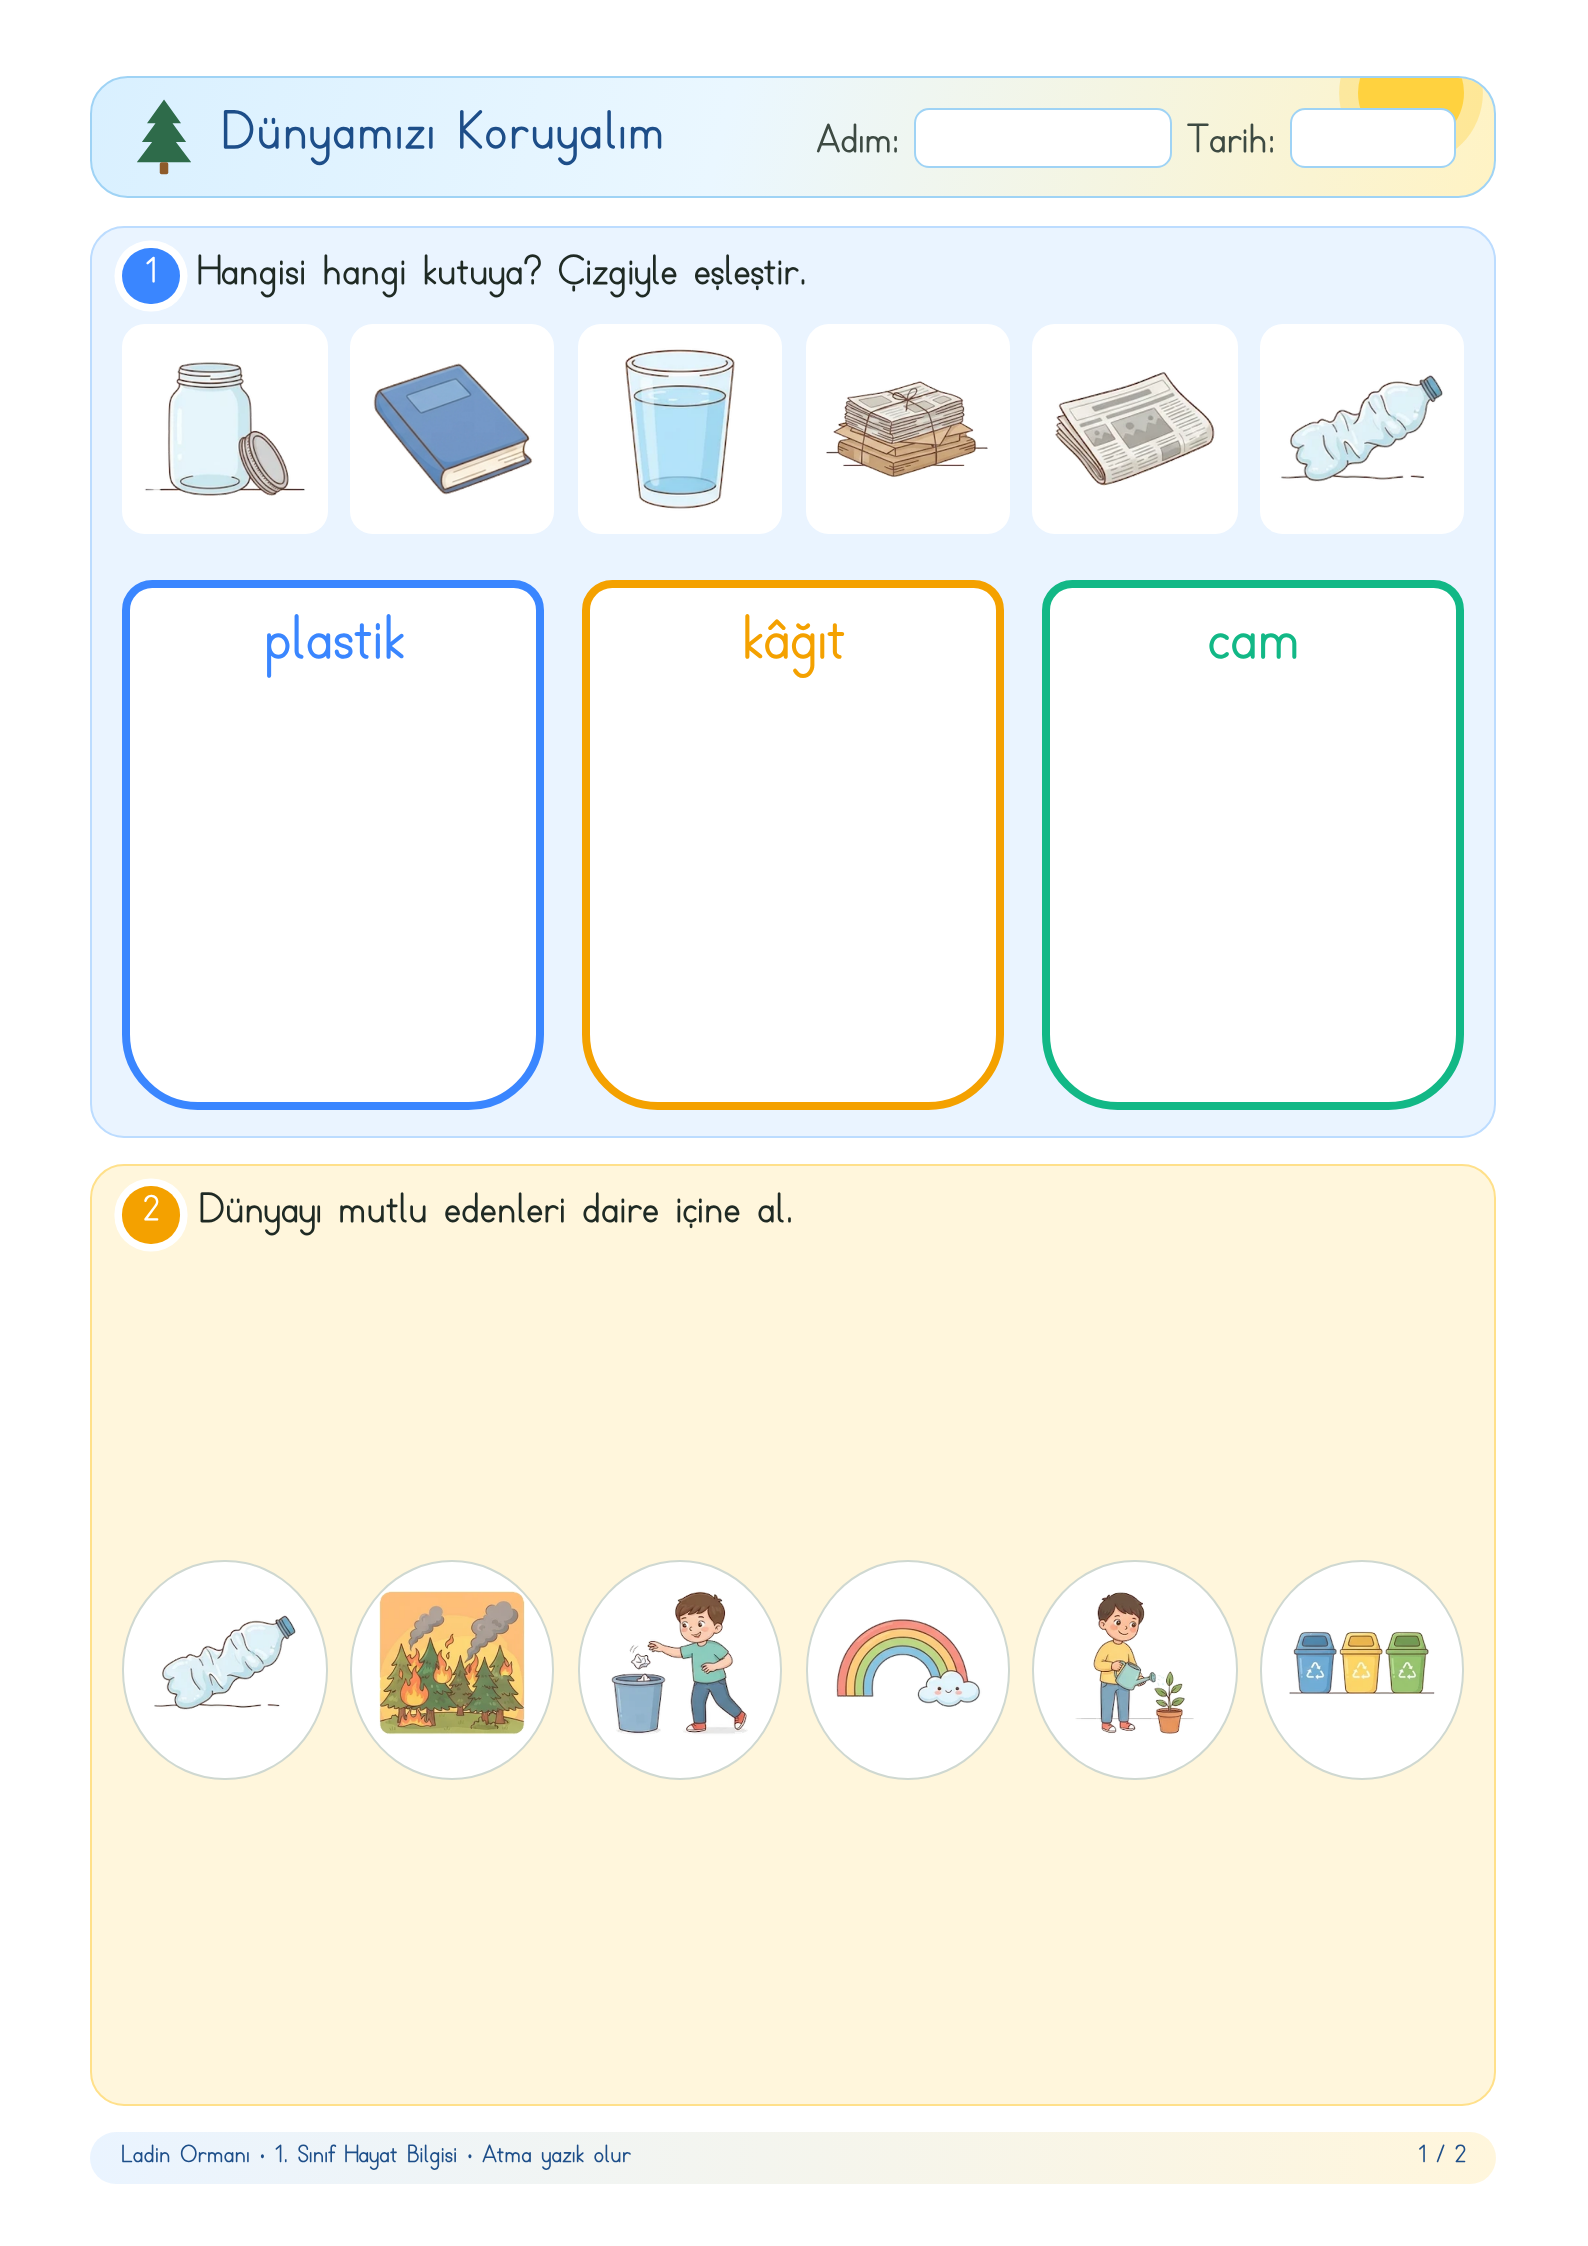 Dünyamızı Koruyalım
Adım:
Tarih:
1
Hangisi hangi kutuya? Çizgiyle eşleştir.
plastik
kâğıt
cam
2
Dünyayı mutlu edenleri daire içine al.
Ladin Ormanı • 1. Sınıf Hayat Bilgisi • Atma yazık olur
1 / 2